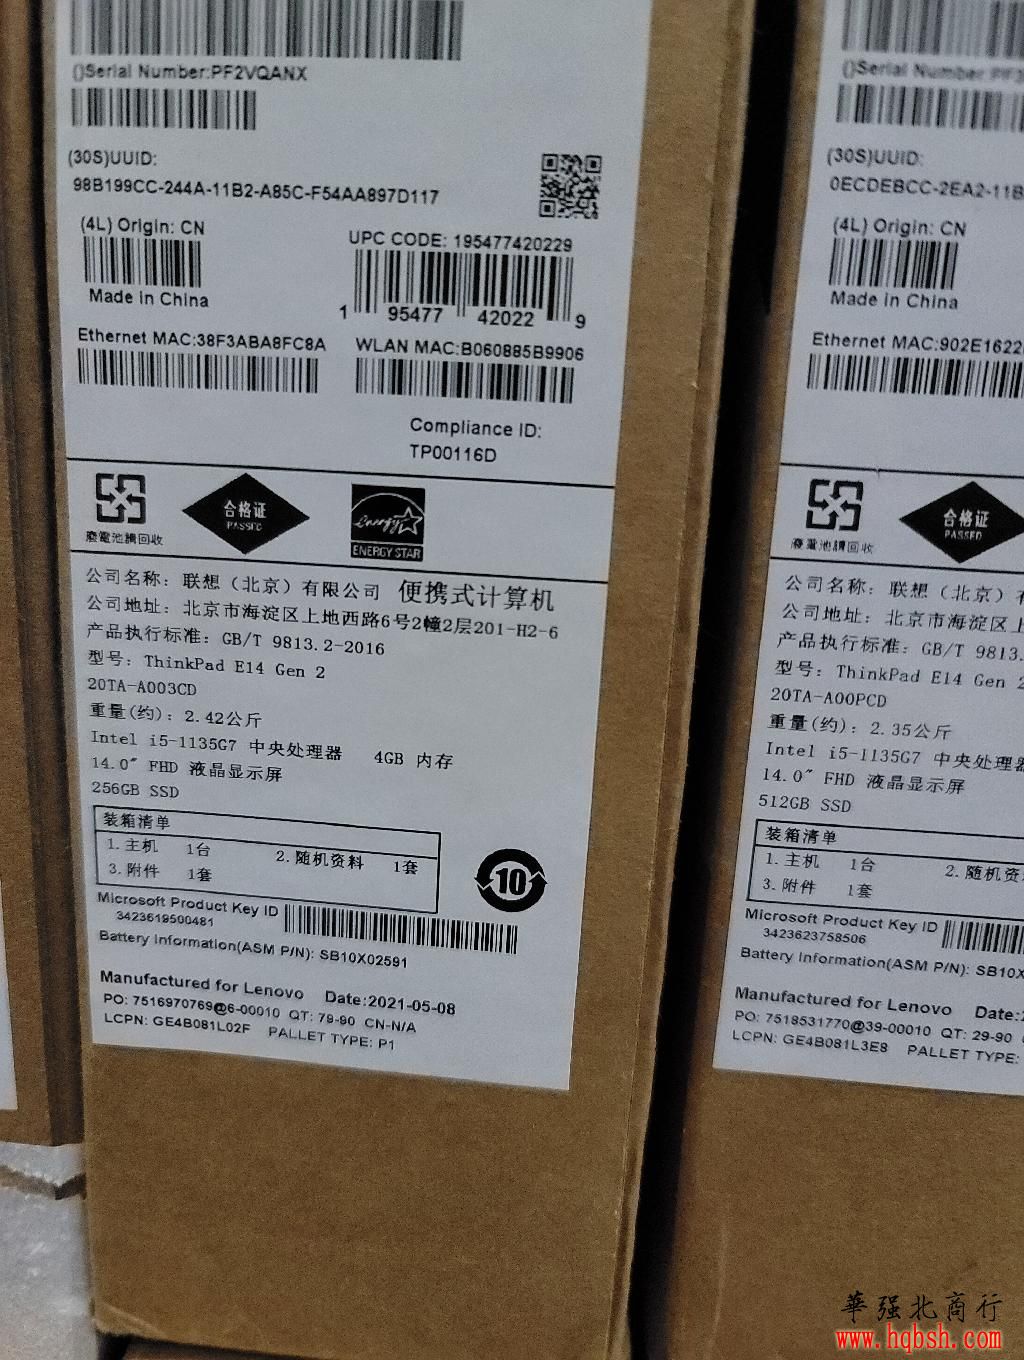 ()Serial Number:PF2VQANX
(30S)UUID:
98B199CC-244A-11B2-A85C-F54AA897D117
(4L) Origin: CN
Made in China
UPC CODE: 195477420229
1 95477 42022 9
Ethernet MAC:38F3ABA8FC8A
WLAN MAC:B060885B9906
Compliance ID:
TP00116D
廢電池請回收
合格证
PASSED
energy
ENERGY STAR
公司名称: 联想（北京）有限公司 便携式计算机
公司地址: 北京市海淀区上地西路6号2幢2层201-H2-6
产品执行标准: GB/T 9813.2-2016
型号: ThinkPad E14 Gen 2
20TA-A003CD
重量(约): 2.42公斤
Intel i5-1135G7 中央处理器 4GB 内存
14.0" FHD 液晶显示屏
256GB SSD
装箱清单
1.主机 1台 2.随机资料 1套
3.附件 1套
10
Microsoft Product Key ID
3423619500481
Battery Information(ASM P/N): SB10X02591
Manufactured for Lenovo Date:2021-05-08
PO: 7516970769@6-00010 QT: 79-90 CN-N/A
LCPN: GE4B081L02F PALLET TYPE: P1
()Serial Number:PF3
(30S)UUID:
0ECDEBCC-2EA2-11B
(4L) Origin: CN
Made in China
Ethernet MAC:902E1622
廢電池請回收
合格证
PASSED
公司名称: 联想（北京）
公司地址: 北京市海淀区上
产品执行标准: GB/T 9813.
型号: ThinkPad E14 Gen 2
20TA-A00PCD
重量(约): 2.35公斤
Intel i5-1135G7 中央处理器
14.0" FHD 液晶显示屏
512GB SSD
装箱清单
1.主机 1台 2.随机资
3.附件 1套
Microsoft Product Key ID
3423623758506
Battery Information(ASM P/N): SB10X
Manufactured for Lenovo Date:
PO: 7518531770@39-00010 QT: 29-90
LCPN: GE4B081L3E8 PALLET TYPE:
華强北商行
www.hqbsh.com